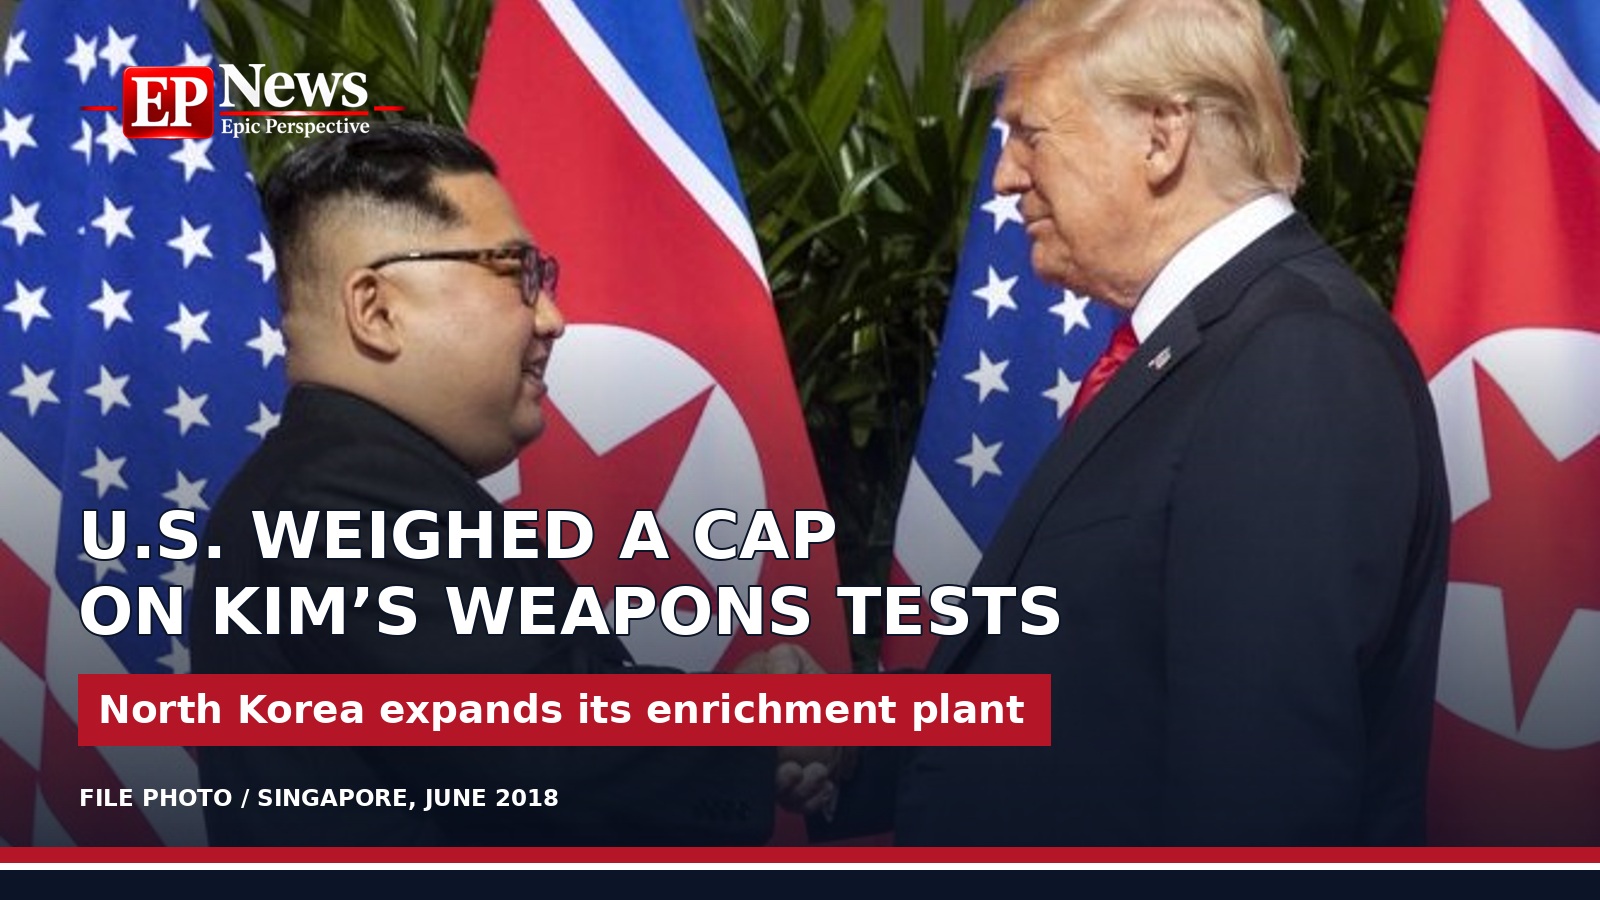 EP News
Epic Perspective
U.S. WEIGHED A CAP
ON KIM’S WEAPONS TESTS
North Korea expands its enrichment plant
FILE PHOTO / SINGAPORE, JUNE 2018